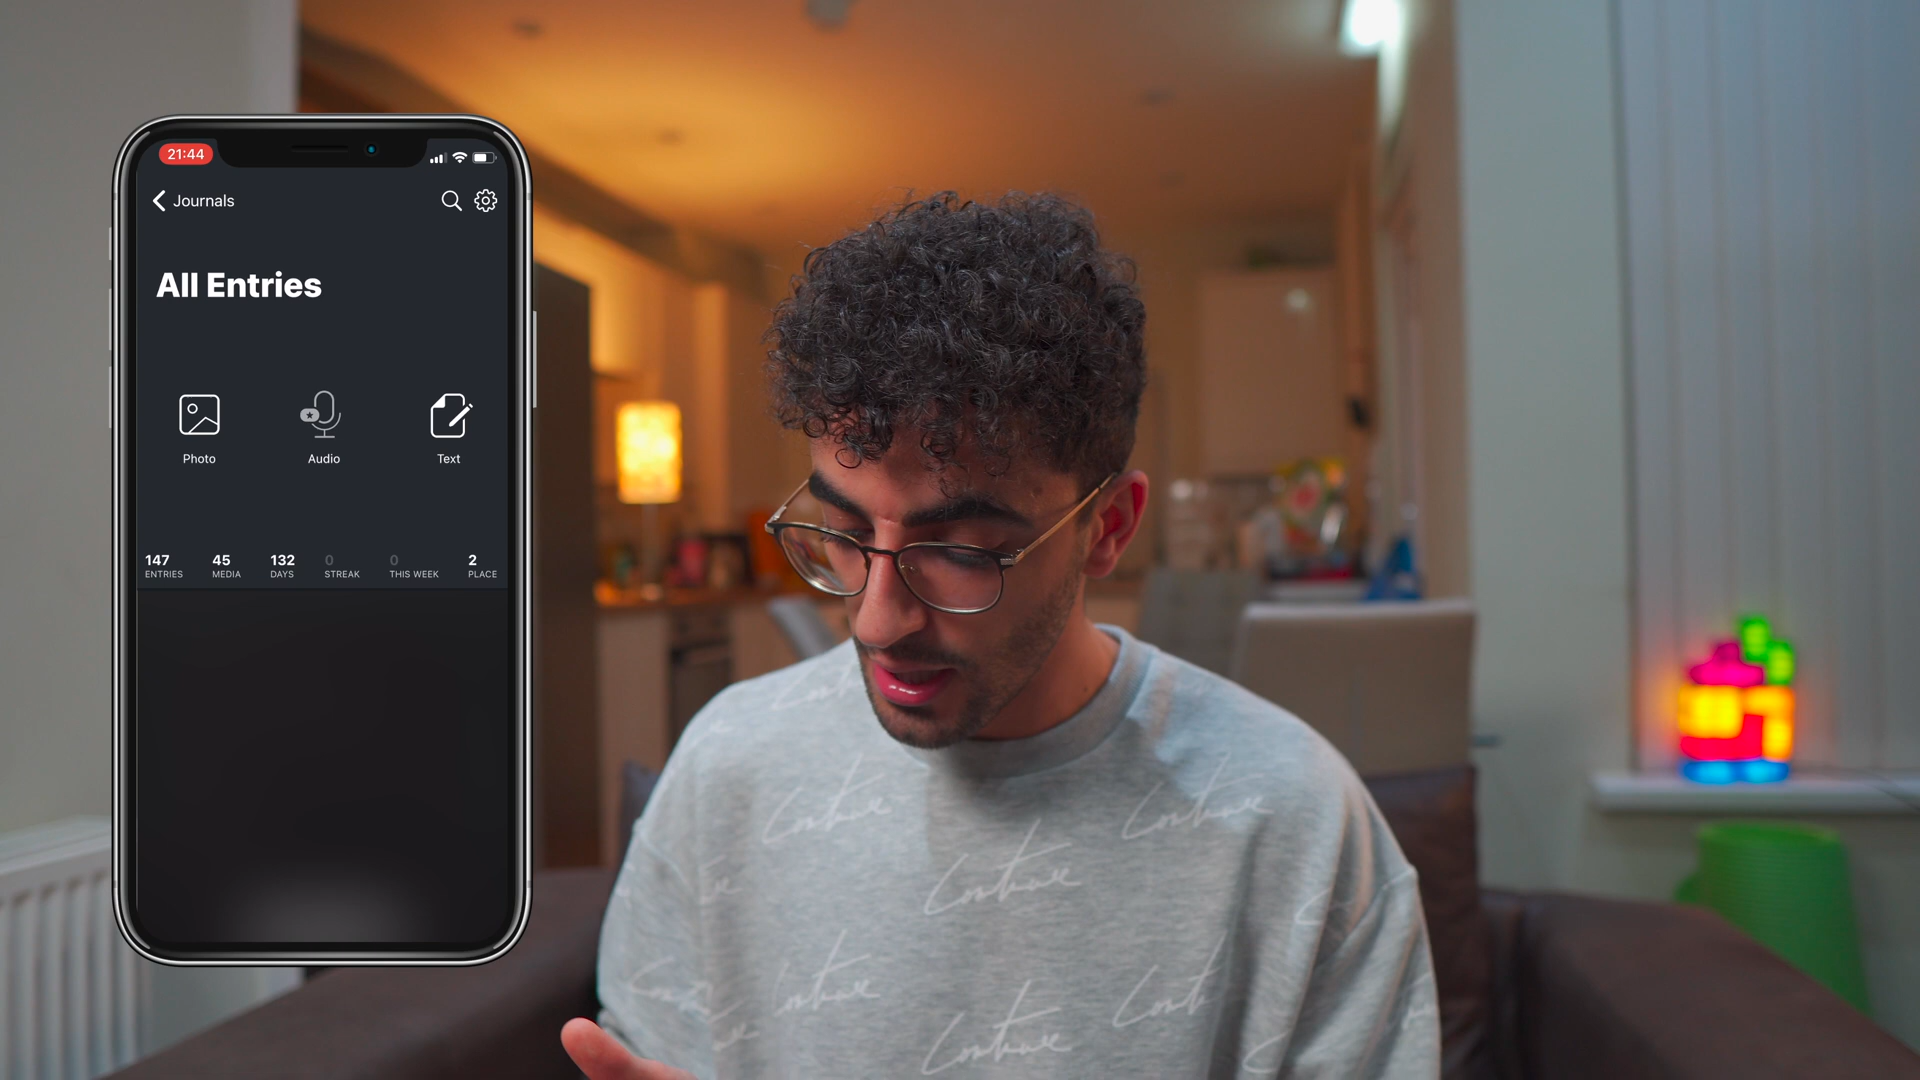 21:44
Journals
All Entries
Photo
Audio
Text
147
45
132
0
0
2
ENTRIES
MEDIA
DAYS
STREAK
THIS WEEK
PLACE